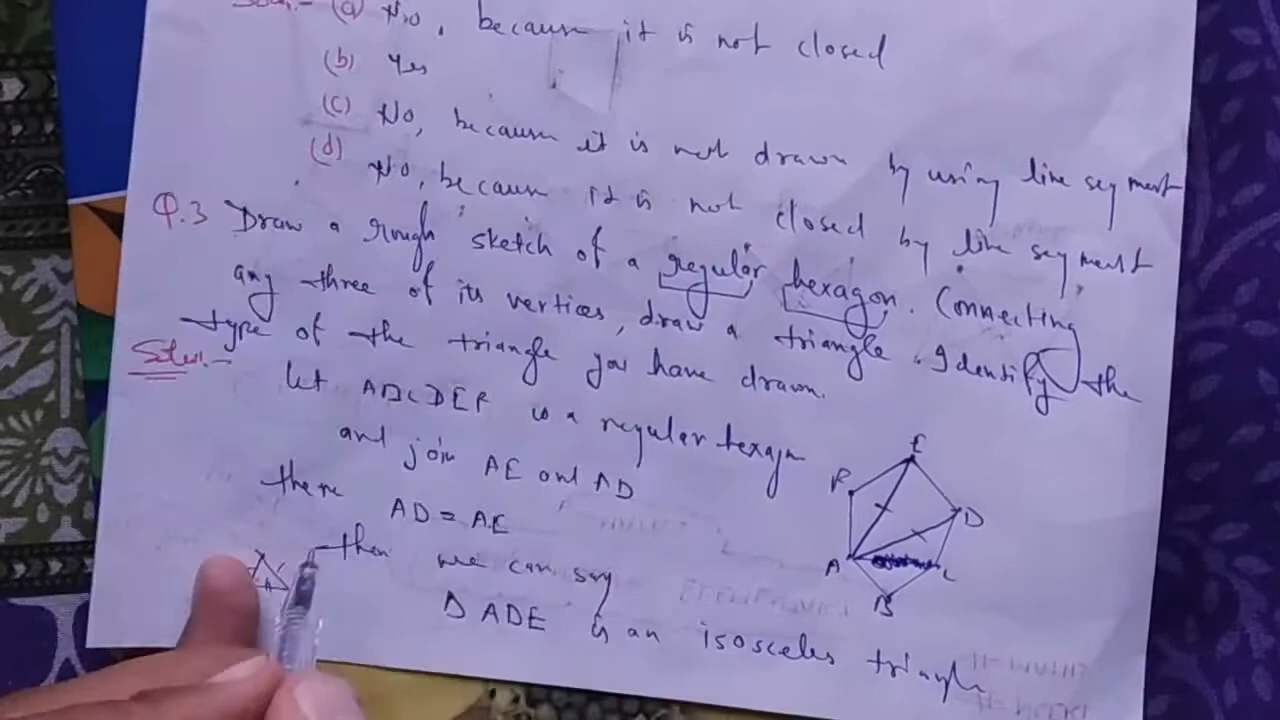 Soln:- (a) No, because it is not closed
(b) Yes
(c) No, because it is not drawn by using line segment
(d) No, because it is not closed by line segment
Q.3 Draw a rough sketch of a regular hexagon. Connecting
any three of its vertices, draw a triangle. Identify the
type of the triangle you have drawn.
Soln:-
Let ABCDEF is a regular hexagon
and join AE and AD
there AD = AE
then we can say
Δ ADE is an isosceles triangle
E
F
D
A
C
B